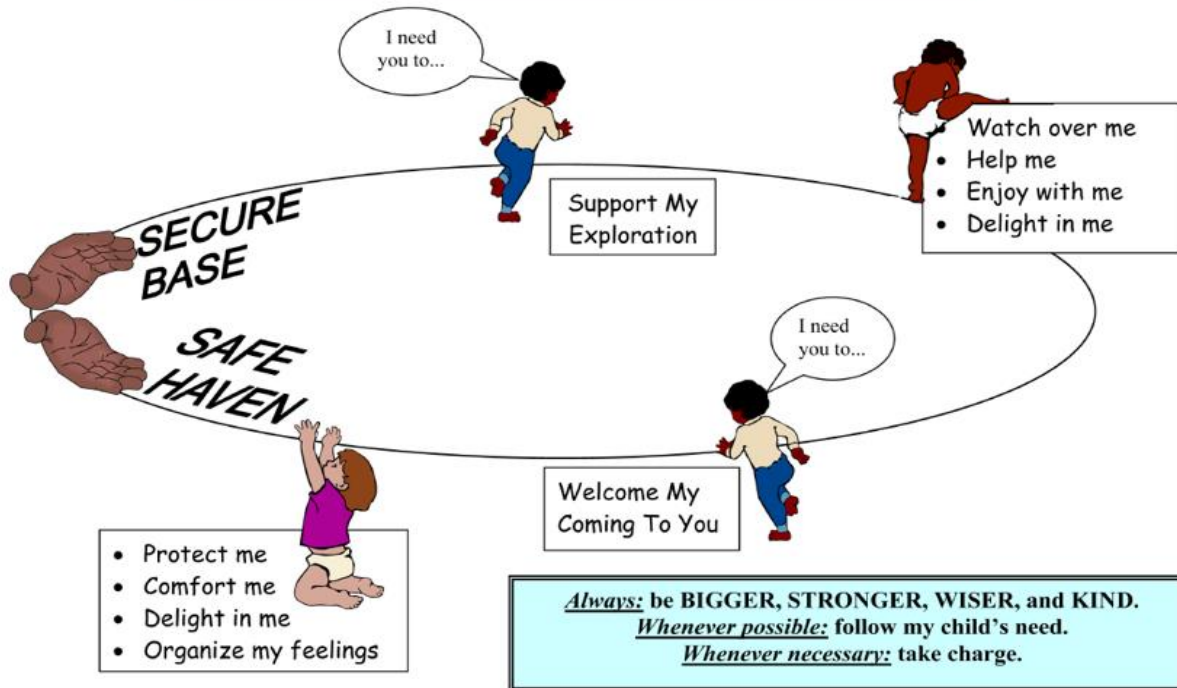 I need
you to...
Watch over me
Help me
Enjoy with me
Delight in me
Support My
Exploration
SECURE
BASE
SAFE
HAVEN
I need
you to...
Welcome My
Coming To You
• Protect me
• Comfort me
• Delight in me
• Organize my feelings
Always: be BIGGER, STRONGER, WISER, and KIND.
Whenever possible: follow my child’s need.
Whenever necessary: take charge.